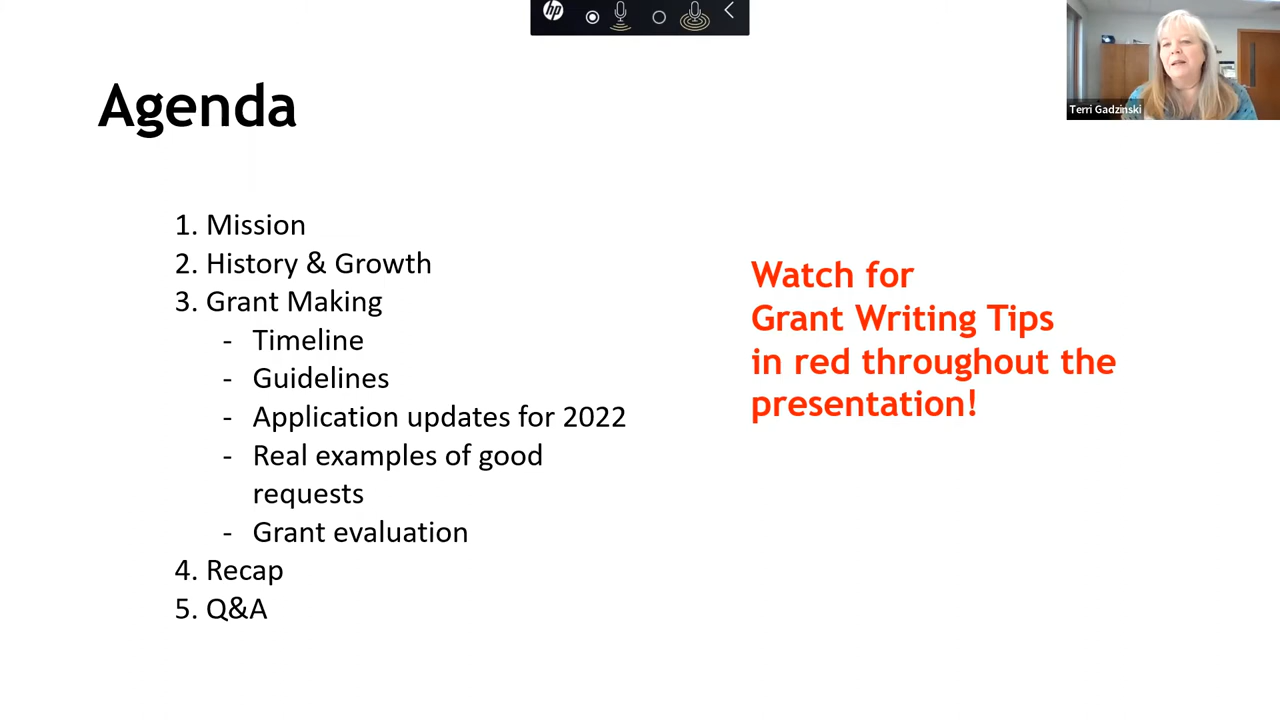 hp
Terri Gadzinski
Agenda
1. Mission
2. History & Growth
3. Grant Making
- Timeline
- Guidelines
- Application updates for 2022
- Real examples of good
requests
- Grant evaluation
4. Recap
5. Q&A
Watch for
Grant Writing Tips
in red throughout the
presentation!